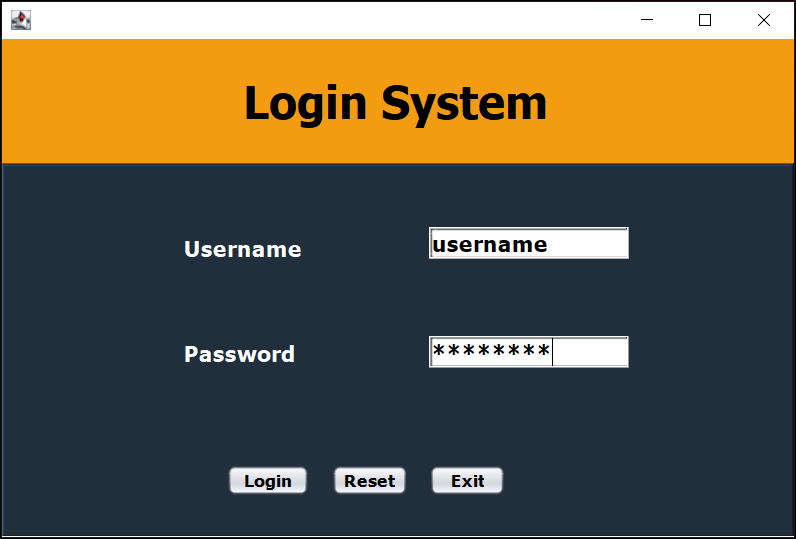 Login System
Username username
Password ********
Login Reset Exit